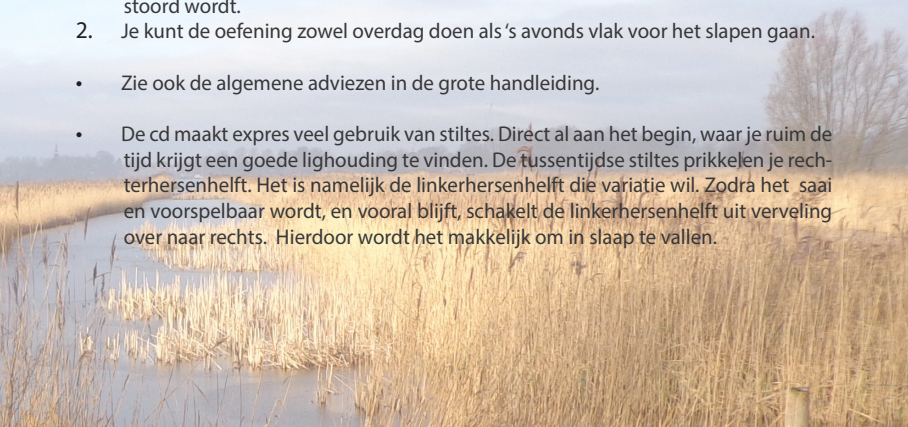 stoord wordt.
2. Je kunt de oefening zowel overdag doen als 's avonds vlak voor het slapen gaan.
• Zie ook de algemene adviezen in de grote handleiding.
• De cd maakt expres veel gebruik van stiltes. Direct al aan het begin, waar je ruim de
tijd krijgt een goede lighouding te vinden. De tussentijdse stiltes prikkelen je rech-
terhersenhelft. Het is namelijk de linkerhersenhelft die variatie wil. Zodra het saai
en voorspelbaar wordt, en vooral blijft, schakelt de linkerhersenhelft uit verveling
over naar rechts. Hierdoor wordt het makkelijk om in slaap te vallen.